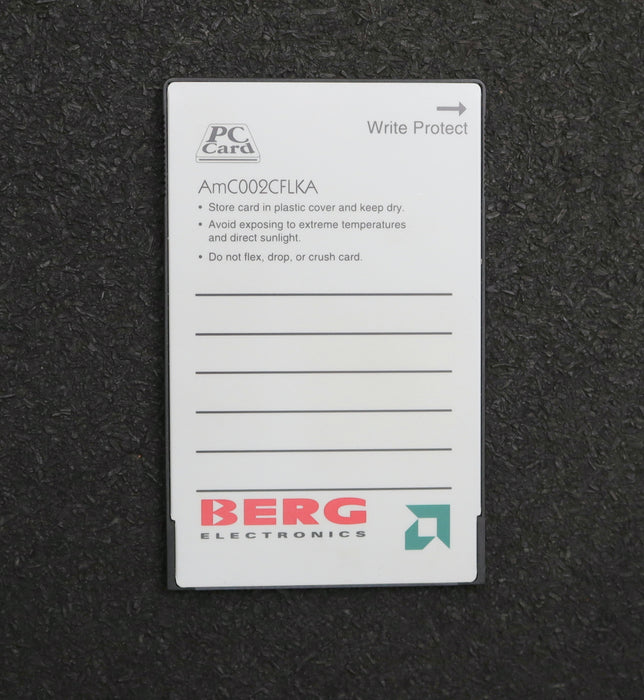 PC
Card
Write Protect
AmC002CFLKA
• Store card in plastic cover and keep dry.
• Avoid exposing to extreme temperatures
and direct sunlight.
• Do not flex, drop, or crush card.
BERG
ELECTRONICS